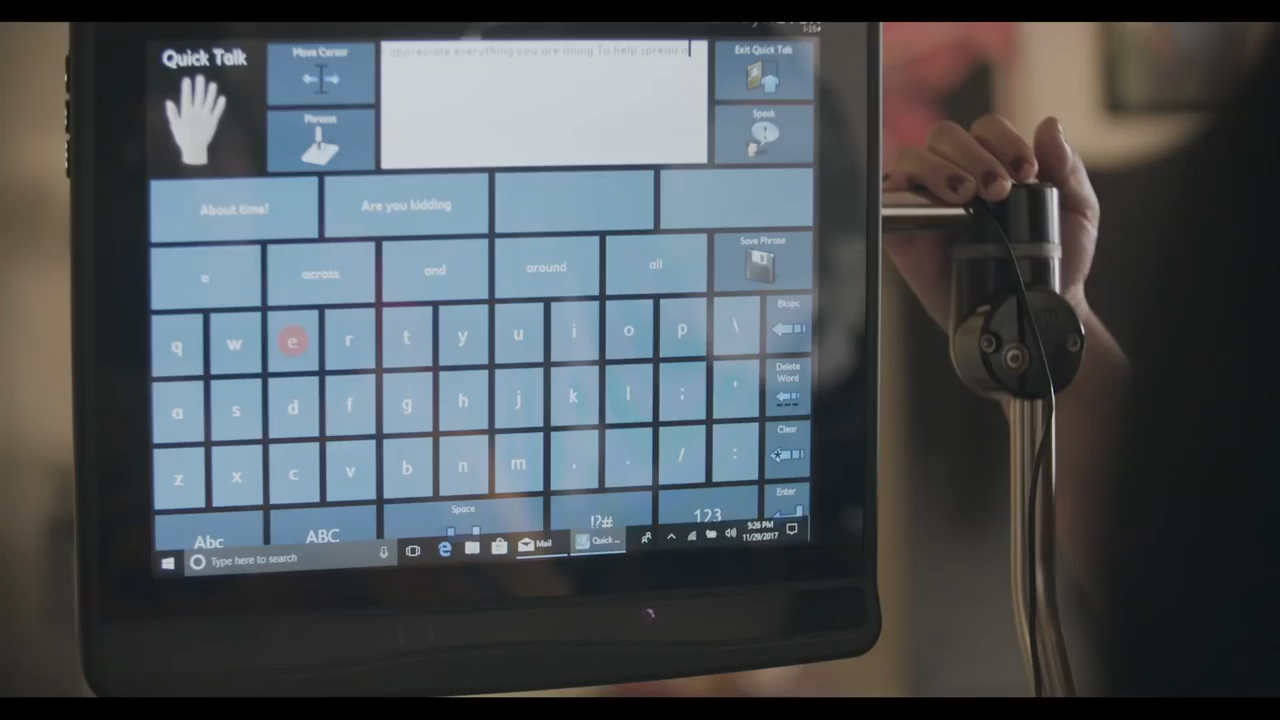 Quick Talk
Move Cursor
appreciate everything you are doing To help spread a
Exit Quick Talk
Phrase
Speak
About time!
Are you kidding
a
across
and
around
all
Save Phrase
q w e r t y u i o p \
Bkspc
a s d f g h j k l ; '
Delete Word
z x c v b n m , . / :
Clear
Abc
ABC
Space
!?#
123
Enter
Type here to search
Mail
Quick ...
5:26 PM
11/29/2017